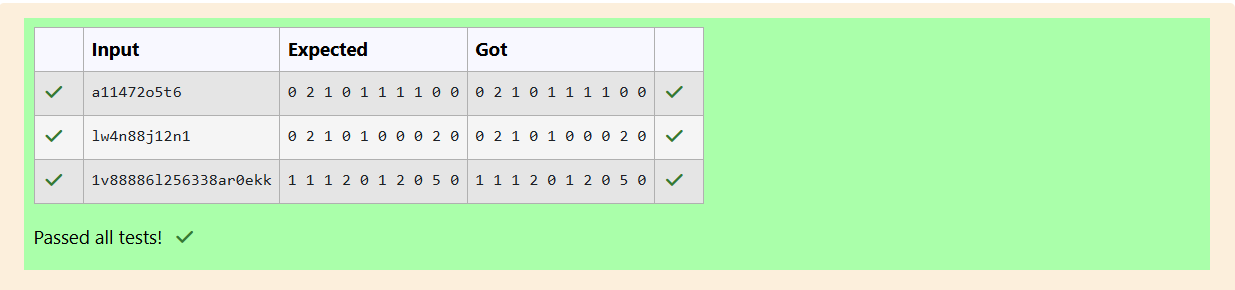 Input Expected Got
a11472o5t6 0 2 1 0 1 1 1 1 0 0 0 2 1 0 1 1 1 1 0 0
lw4n88j12n1 0 2 1 0 1 0 0 0 2 0 0 2 1 0 1 0 0 0 2 0
1v88886l256338ar0ekk 1 1 1 2 0 1 2 0 5 0 1 1 1 2 0 1 2 0 5 0
Passed all tests!